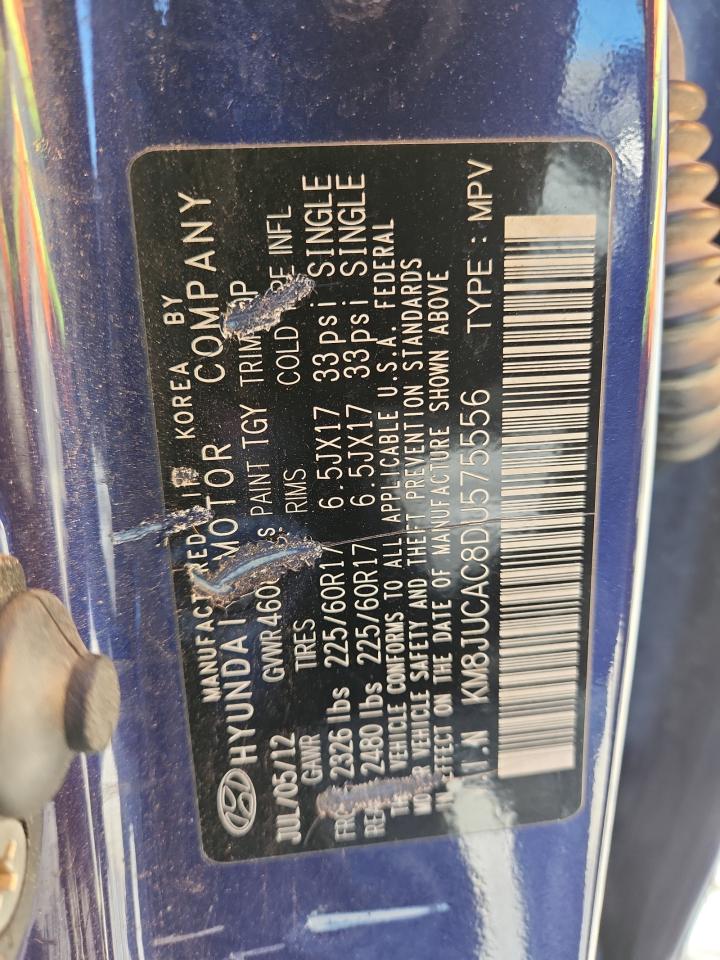 MANUFACTURED IN KOREA BY
HYUNDAI MOTOR COMPANY
JUL/05/12 GVWR 460 PAINT TGY TRIM
GAWR TIRES RIMS COLD INFL
2326 lbs 225/60R17 6.5JX17 33psi SINGLE
2480 lbs 225/60R17 6.5JX17 33psi SINGLE
VEHICLE CONFORMS TO ALL APPLICABLE U.S.A. FEDERAL
VEHICLE SAFETY AND THEFT PREVENTION STANDARDS
IN EFFECT ON THE DATE OF MANUFACTURE SHOWN ABOVE
V.I.N KM8JUCAC8DU575556 TYPE : MPV